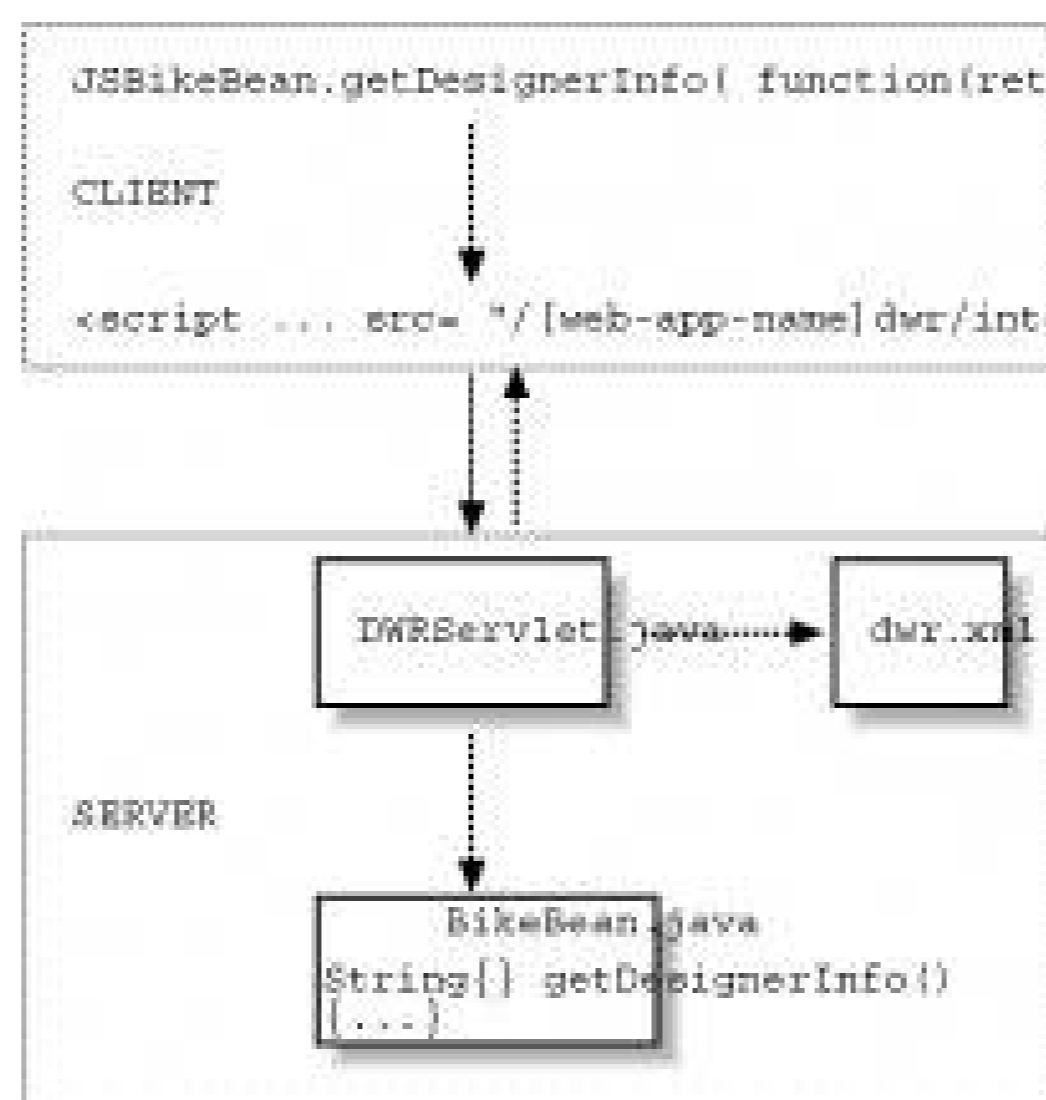 JSBikeBean.getDesignerInfo( function(ret
CLIENT
<script ... src= "/[web-app-name]dwr/int
DWRServlet.java
dwr.xml
SERVER
BikeBean.java
String{} getDesignerInfo()
{...}